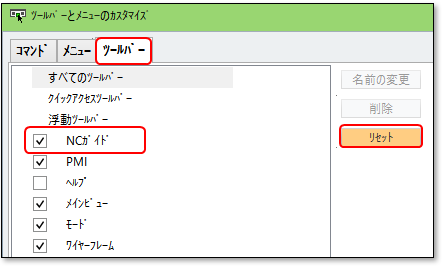 ﾂｰﾙﾊﾞｰとﾒﾆｭｰのｶｽﾀﾏｲｽﾞ
ｺﾏﾝﾄﾞ ﾒﾆｭｰ ﾂｰﾙﾊﾞｰ
すべてのﾂｰﾙﾊﾞｰ
ｸｲｯｸｱｸｾｽﾂｰﾙﾊﾞｰ
浮動ﾂｰﾙﾊﾞｰ
NCｶﾞｲﾄﾞ
PMI
ﾍﾙﾌﾟ
ﾒｲﾝﾋﾞｭｰ
ﾓｰﾄﾞ
ﾜｲﾔｰﾌﾚｰﾑ
名前の変更
削除
ﾘｾｯﾄ